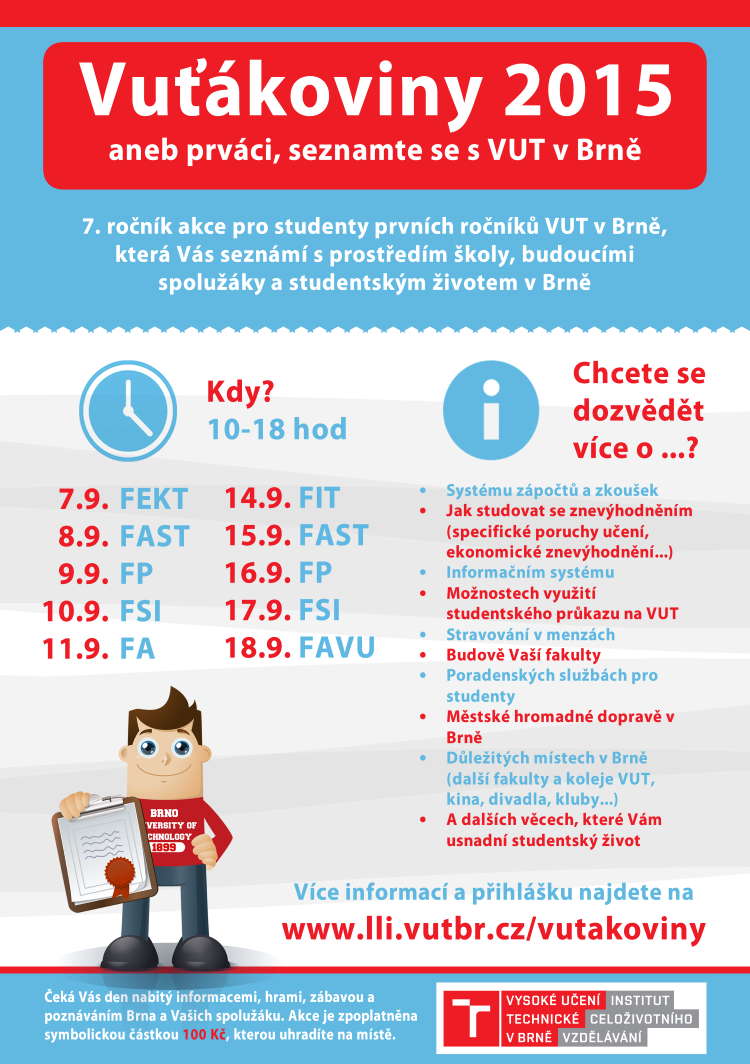 Vuťákoviny 2015
aneb prváci, seznamte se s VUT v Brně
7. ročník akce pro studenty prvních ročníků VUT v Brně,
která Vás seznámí s prostředím školy, budoucími
spolužáky a studentským životem v Brně
Kdy?
10-18 hod
7.9. FEKT
8.9. FAST
9.9. FP
10.9. FSI
11.9. FA
14.9. FIT
15.9. FAST
16.9. FP
17.9. FSI
18.9. FAVU
Chcete se
dozvědět
více o ...?
• Systému zápočtů a zkoušek
• Jak studovat se znevýhodněním
(specifické poruchy učení,
ekonomické znevýhodnění...)
• Informačním systému
• Možnostech využití
studentského průkazu na VUT
• Stravování v menzách
• Budově Vaší fakulty
• Poradenských službách pro
studenty
• Městské hromadné dopravě v
Brně
• Důležitých místech v Brně
(další fakulty a koleje VUT,
kina, divadla, kluby...)
• A dalších věcech, které Vám
usnadní studentský život
BRNO
VERSITY OF
CHNOLOGY
1899
Více informací a přihlášku najdete na
www.lli.vutbr.cz/vutakoviny
Čeká Vás den nabitý informacemi, hrami, zábavou a
poznáváním Brna a Vašich spolužáku. Akce je zpoplatněna
symbolickou částkou 100 Kč, kterou uhradíte na místě.
VYSOKÉ UČENÍ INSTITUT
TECHNICKÉ CELOŽIVOTNÍHO
V BRNĚ VZDĚLÁVÁNÍ